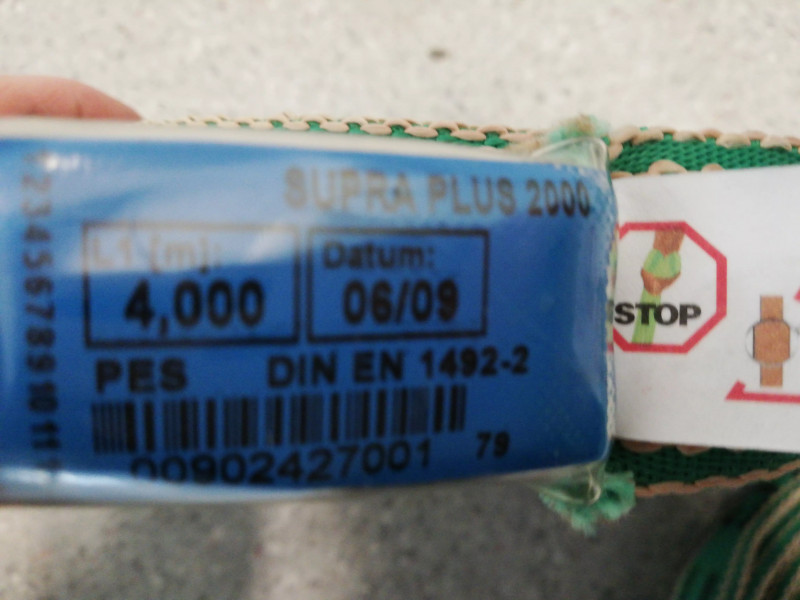 SUPRA PLUS 2000
L1 (m):
4,000
Datum:
06/09
PES DIN EN 1492-2
00902427001 79
STOP